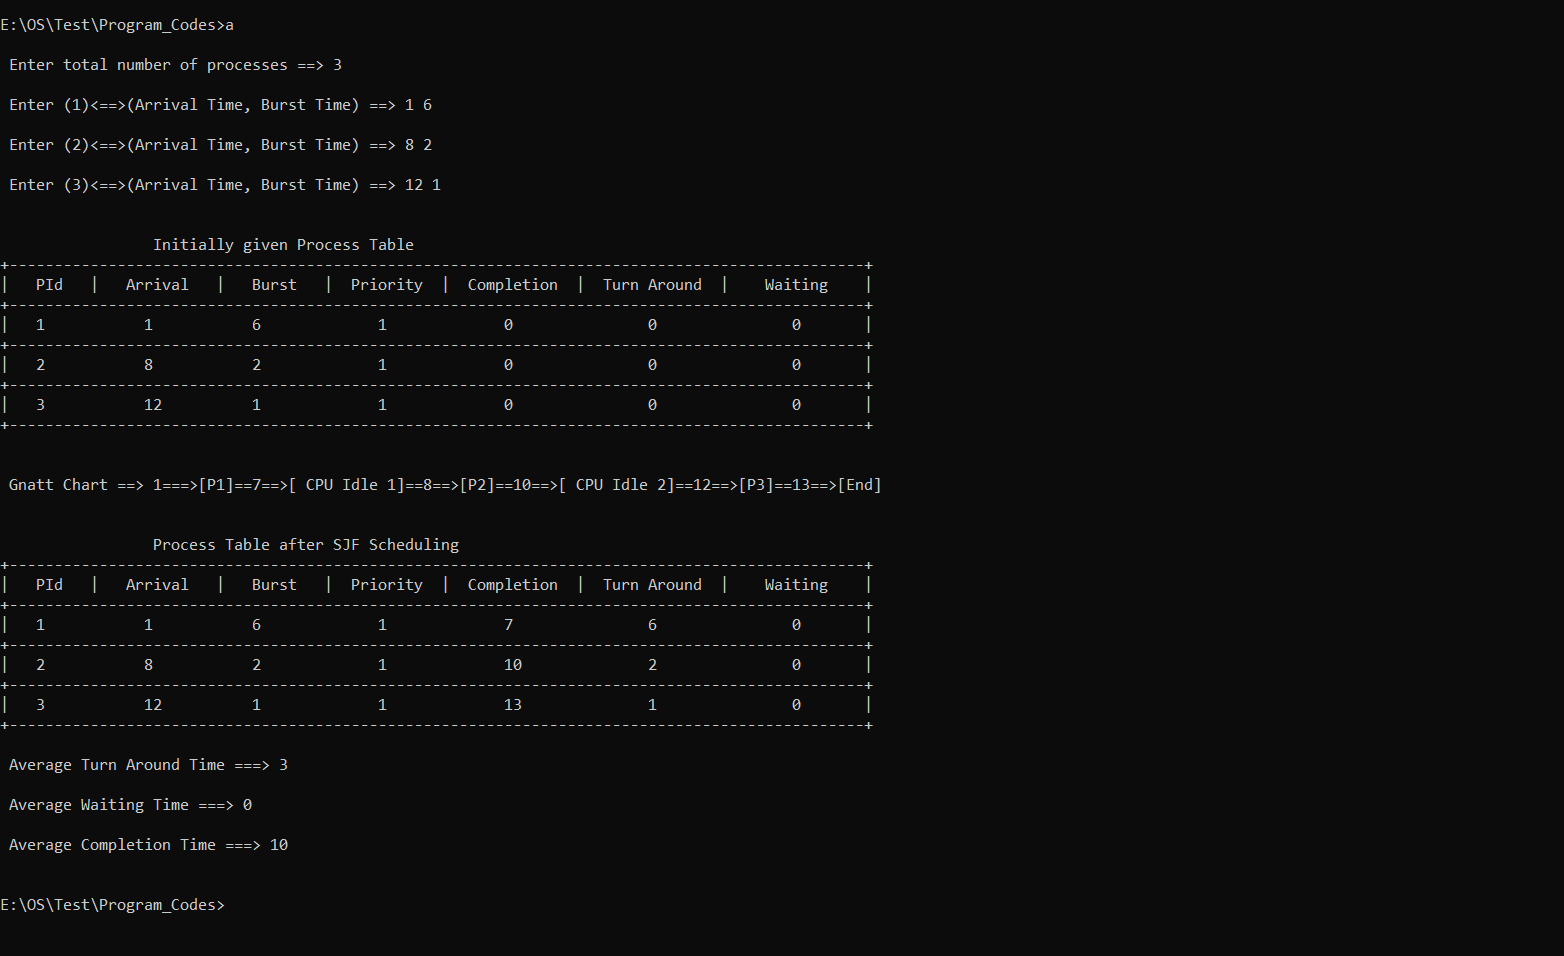 E:\OS\Test\Program_Codes>a
Enter total number of processes ==> 3
Enter (1)<==>(Arrival Time, Burst Time) ==> 1 6
Enter (2)<==>(Arrival Time, Burst Time) ==> 8 2
Enter (3)<==>(Arrival Time, Burst Time) ==> 12 1
Initially given Process Table
+-----------------------------------------------------------------------------------------------+
|   PId   |   Arrival   |   Burst   |  Priority  |  Completion  |  Turn Around  |    Waiting    |
+-----------------------------------------------------------------------------------------------+
|   1           1           6             1             0               0               0       |
+-----------------------------------------------------------------------------------------------+
|   2           8           2             1             0               0               0       |
+-----------------------------------------------------------------------------------------------+
|   3           12          1             1             0               0               0       |
+-----------------------------------------------------------------------------------------------+
Gnatt Chart ==> 1===>[P1]==7==>[ CPU Idle 1]==8==>[P2]==10==>[ CPU Idle 2]==12==>[P3]==13==>[End]
Process Table after SJF Scheduling
+-----------------------------------------------------------------------------------------------+
|   PId   |   Arrival   |   Burst   |  Priority  |  Completion  |  Turn Around  |    Waiting    |
+-----------------------------------------------------------------------------------------------+
|   1           1           6             1             7               6               0       |
+-----------------------------------------------------------------------------------------------+
|   2           8           2             1             10              2               0       |
+-----------------------------------------------------------------------------------------------+
|   3           12          1             1             13              1               0       |
+-----------------------------------------------------------------------------------------------+
Average Turn Around Time ===> 3
Average Waiting Time ===> 0
Average Completion Time ===> 10
E:\OS\Test\Program_Codes>